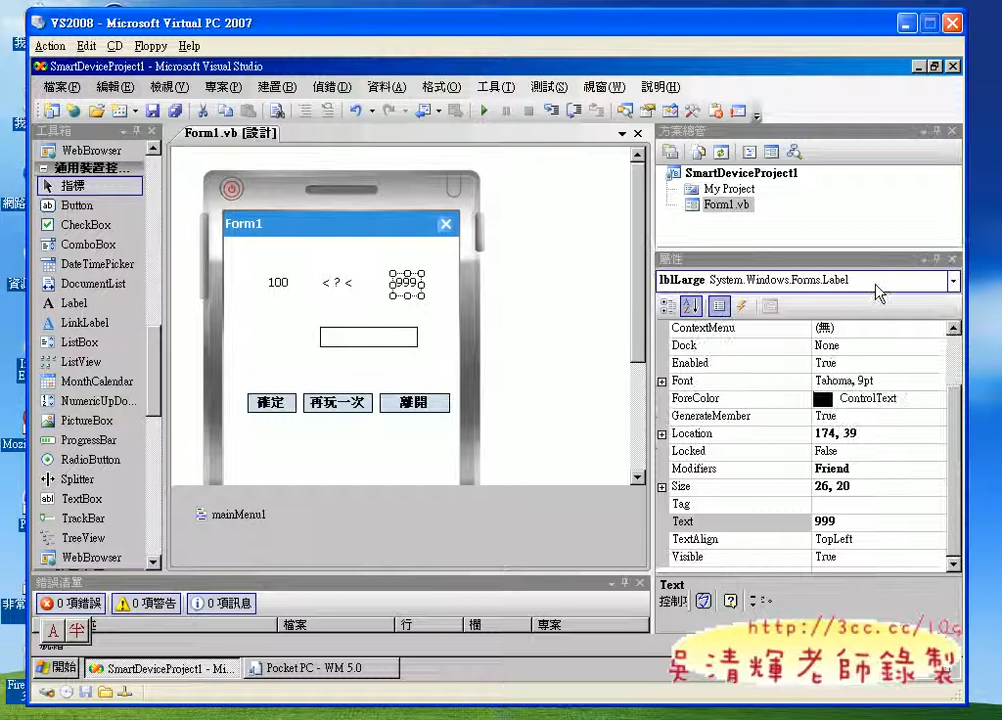 VS2008 - Microsoft Virtual PC 2007
Action Edit CD Floppy Help
SmartDeviceProject1 - Microsoft Visual Studio
檔案(F) 編輯(E) 檢視(V) 專案(P) 建置(B) 偵錯(D) 資料(A) 格式(O) 工具(T) 測試(S) 視窗(W) 說明(H)
工具箱
WebBrowser
通用裝置控...
指標
Button
CheckBox
ComboBox
DateTimePicker
DocumentList
Label
LinkLabel
ListBox
ListView
MonthCalendar
NumericUpDo...
PictureBox
ProgressBar
RadioButton
Splitter
TextBox
TrackBar
TreeView
WebBrowser
Form1.vb [設計]
Form1
100 < ? < 999
確定 再玩一次 離開
mainMenu1
方案總管
SmartDeviceProject1
My Project
Form1.vb
屬性
lblLarge System.Windows.Forms.Label
ContextMenu (無)
Dock None
Enabled True
Font Tahoma, 9pt
ForeColor ControlText
GenerateMember True
Location 174, 39
Locked False
Modifiers Friend
Size 26, 20
Tag
Text 999
TextAlign TopLeft
Visible True
Text
錯誤清單
0 項錯誤 0 項警告 0 項訊息
檔案 行 欄 專案
A 半
http://3cc.cc/10g
吳清輝老師錄製
開始 SmartDeviceProject1 - Mi... Pocket PC - WM 5.0